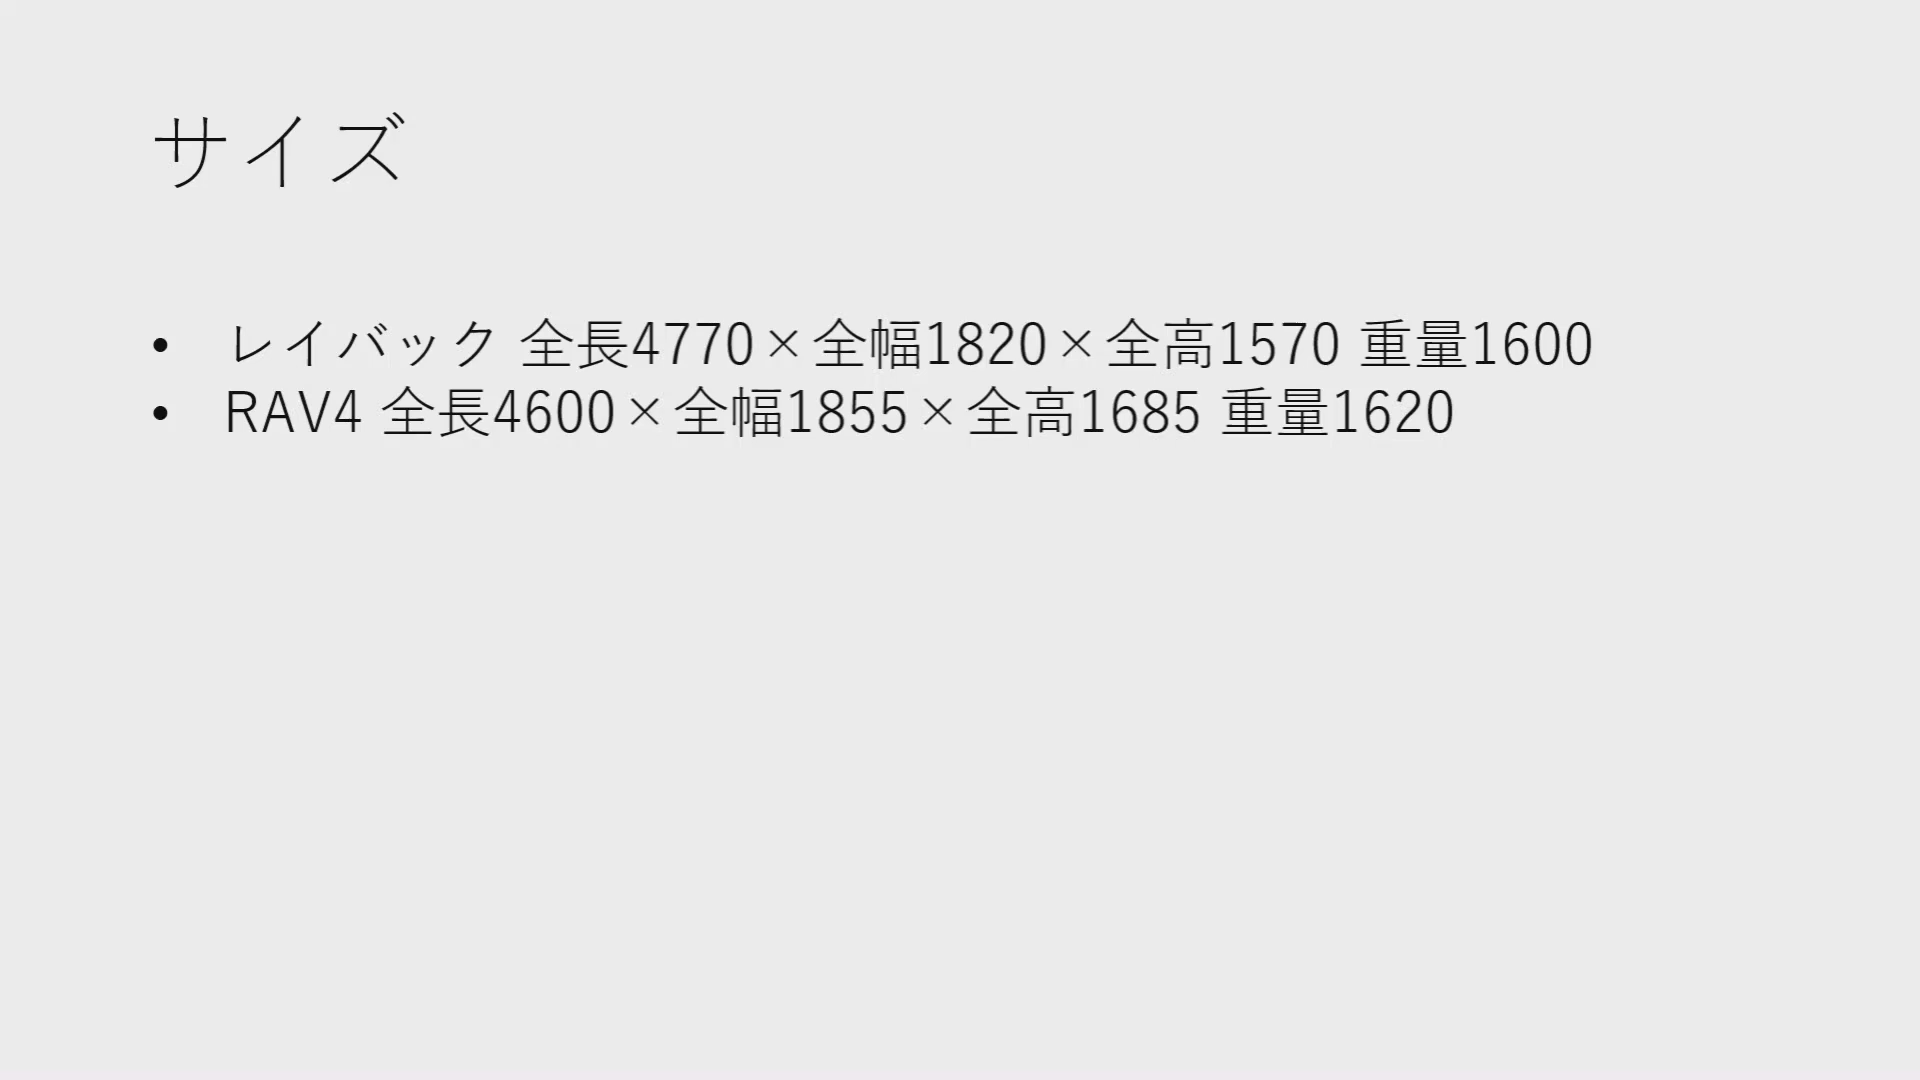 サイズ
• レイバック 全長4770×全幅1820×全高1570 重量1600
• RAV4 全長4600×全幅1855×全高1685 重量1620